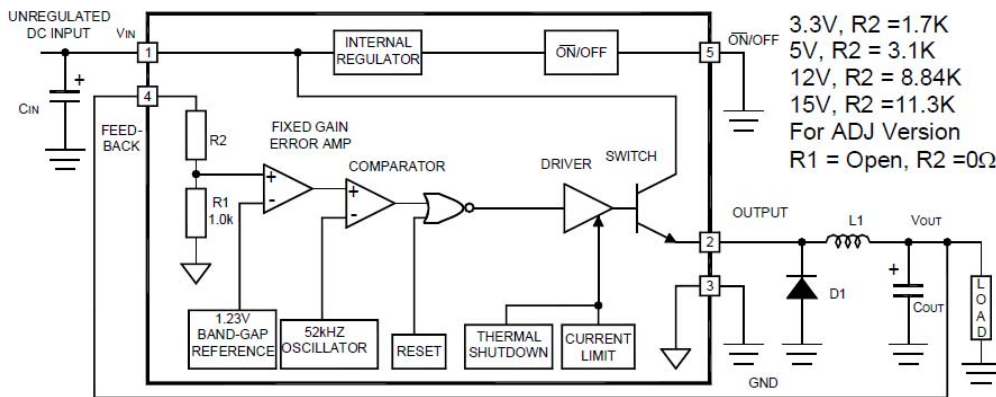 UNREGULATED
DC INPUT
VIN
1
4
CIN
+
FEED-
BACK
R2
R1
1.0k
FIXED GAIN
ERROR AMP
+
-
COMPARATOR
+
-
INTERNAL
REGULATOR
ON/OFF
5
ON/OFF
DRIVER
SWITCH
1.23V
BAND-GAP
REFERENCE
52kHZ
OSCILLATOR
RESET
THERMAL
SHUTDOWN
CURRENT
LIMIT
OUTPUT
2
3
GND
L1
VOUT
D1
+
COUT
LOAD
3.3V, R2 =1.7K
5V, R2 = 3.1K
12V, R2 = 8.84K
15V, R2 =11.3K
For ADJ Version
R1 = Open, R2 =0Ω